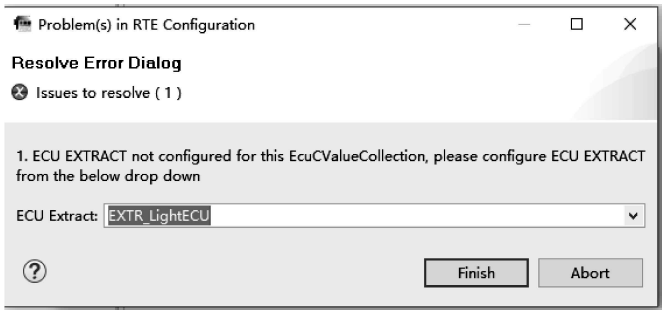 Problem(s) in RTE Configuration
Resolve Error Dialog
Issues to resolve ( 1 )
1. ECU EXTRACT not configured for this EcuCValueCollection, please configure ECU EXTRACT
from the below drop down
ECU Extract: EXTR_LightECU
Finish Abort